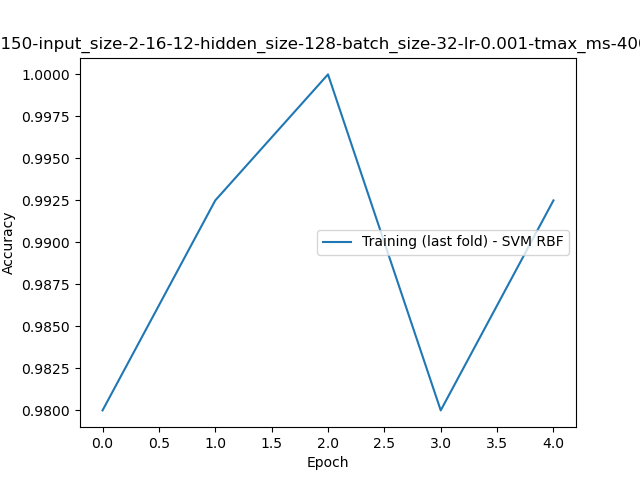 150-input_size-2-16-12-hidden_size-128-batch_size-32-lr-0.001-tmax_ms-400
1.0000
0.9975
0.9950
0.9925
0.9900
0.9875
0.9850
0.9825
0.9800
Accuracy
Training (last fold) - SVM RBF
0.0 0.5 1.0 1.5 2.0 2.5 3.0 3.5 4.0
Epoch